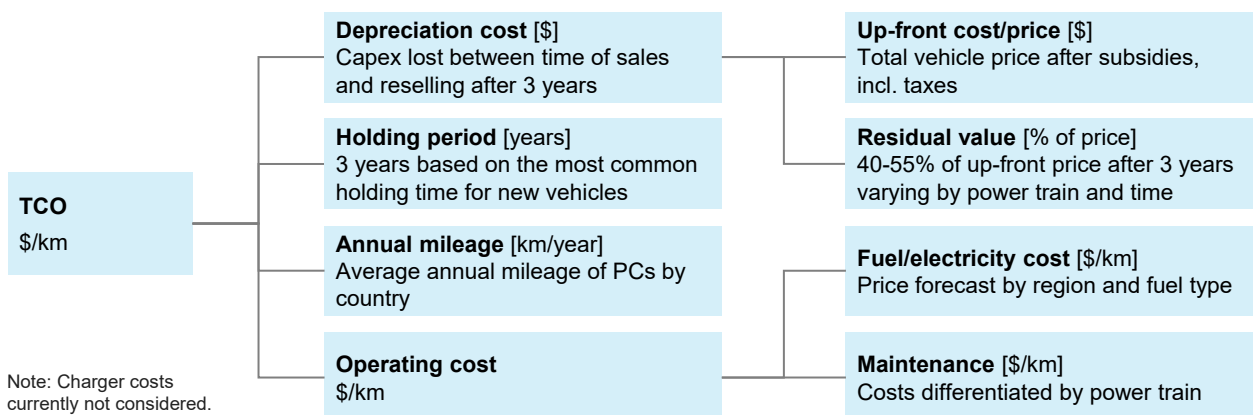 TCO
$/km
Note: Charger costs
currently not considered.
Depreciation cost [$]
Capex lost between time of sales
and reselling after 3 years
Holding period [years]
3 years based on the most common
holding time for new vehicles
Annual mileage [km/year]
Average annual mileage of PCs by
country
Operating cost
$/km
Up-front cost/price [$]
Total vehicle price after subsidies,
incl. taxes
Residual value [% of price]
40-55% of up-front price after 3 years
varying by power train and time
Fuel/electricity cost [$/km]
Price forecast by region and fuel type
Maintenance [$/km]
Costs differentiated by power train